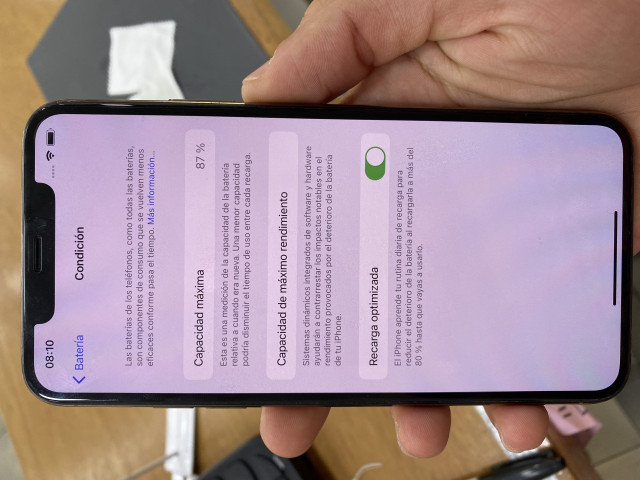 08:10
Batería
Condición
Las baterías de los teléfonos, como todas las baterías,
son componentes de consumo que se vuelven menos
eficaces conforme pasa el tiempo. Más información...
Capacidad máxima 87 %
Esta es una medición de la capacidad de la batería
relativa a cuando era nueva. Una menor capacidad
podría disminuir el tiempo de uso entre cada recarga.
Capacidad de máximo rendimiento
Sistemas dinámicos integrados de software y hardware
ayudarán a contrarrestar los impactos notables en el
rendimiento provocados por el deterioro de la batería
de tu iPhone.
Recarga optimizada
El iPhone aprende tu rutina diaria de recarga para
reducir el deterioro de la batería al recargarla a más del
80 % hasta que vayas a usarlo.